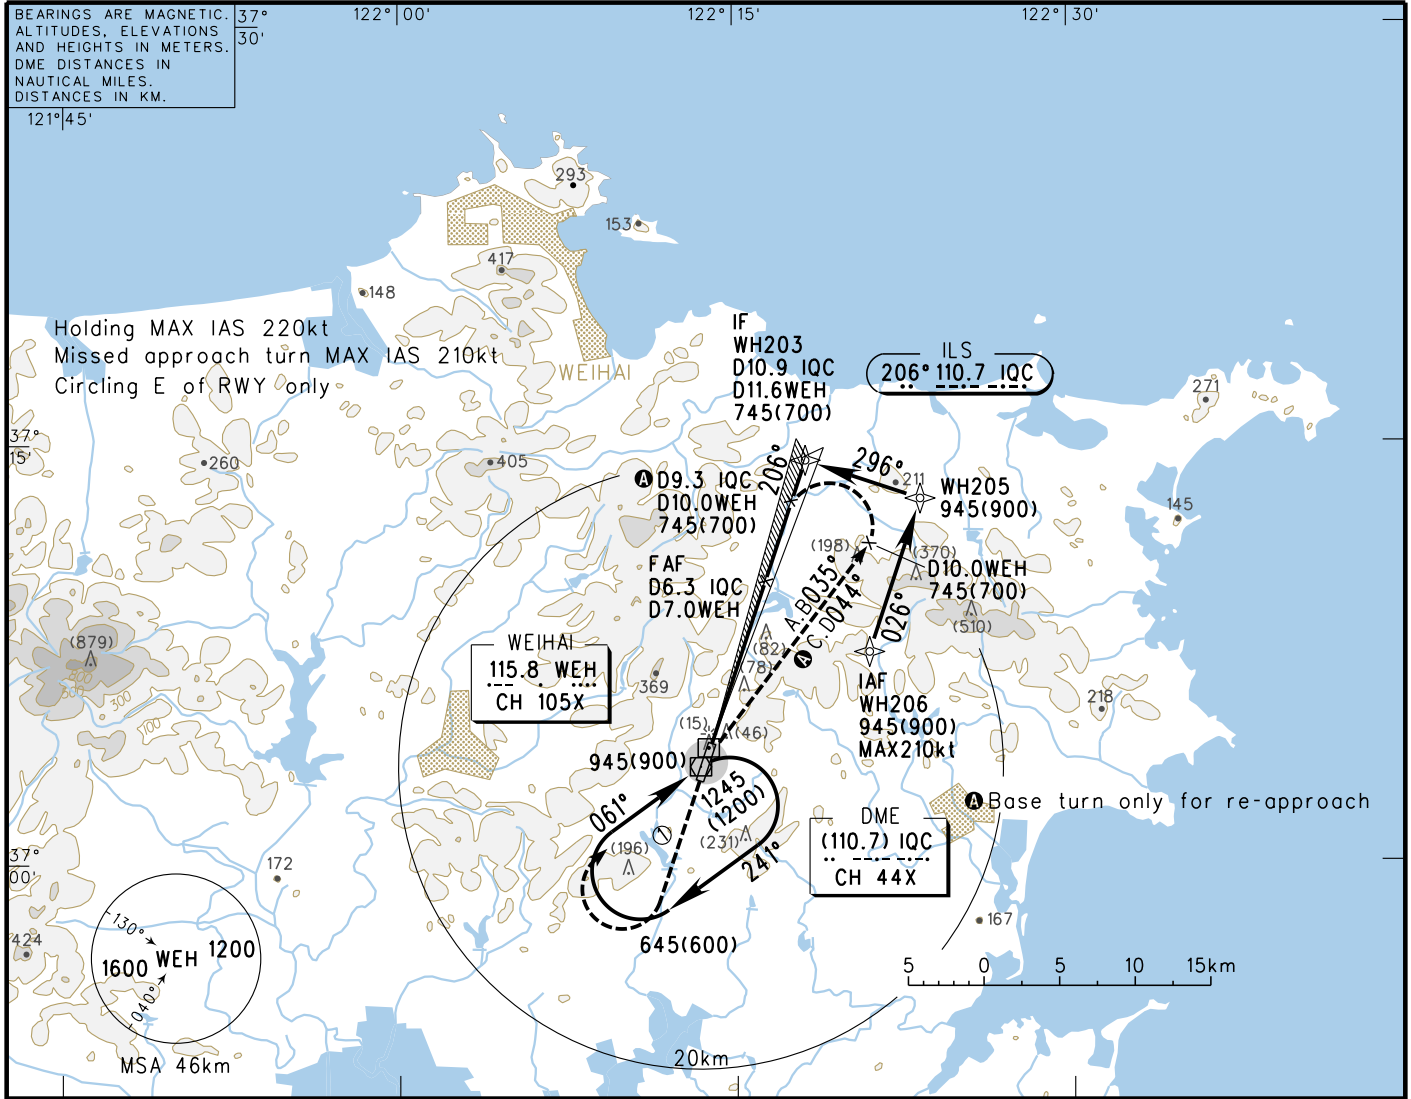 BEARINGS ARE MAGNETIC.
ALTITUDES, ELEVATIONS
AND HEIGHTS IN METERS.
DME DISTANCES IN
NAUTICAL MILES.
DISTANCES IN KM.
37°
30'
122°00'
122°15'
122°30'
121°45'
293
153
417
148
Holding MAX IAS 220kt
Missed approach turn MAX IAS 210kt
Circling E of RWY only
WEIHAI
IF
WH203
D10.9 IQC
D11.6WEH
745(700)
ILS
206° 110.7 IQC
271
37°
15'
260
405
206°
296°
211
WH205
945(900)
A D9.3 IQC
D10.0WEH
745(700)
145
(198)
(370)
D10.0WEH
745(700)
FAF
D6.3 IQC
D7.0WEH
A.B035°
A C.D044°
026°
(510)
(879)
500
300
100
WEIHAI
115.8 WEH
CH 105X
369
(82)
(78)
IAF
WH206
945(900)
MAX210kt
218
(15)
(46)
945(900)
1245
(1200)
061°
241°
1
(196)
(231)
A Base turn only for re-approach
DME
(110.7) IQC
CH 44X
37°
00'
172
424
167
645(600)
130°
040°
WEH
1600
1200
MSA 46km
20km
5 0 5 10 15km